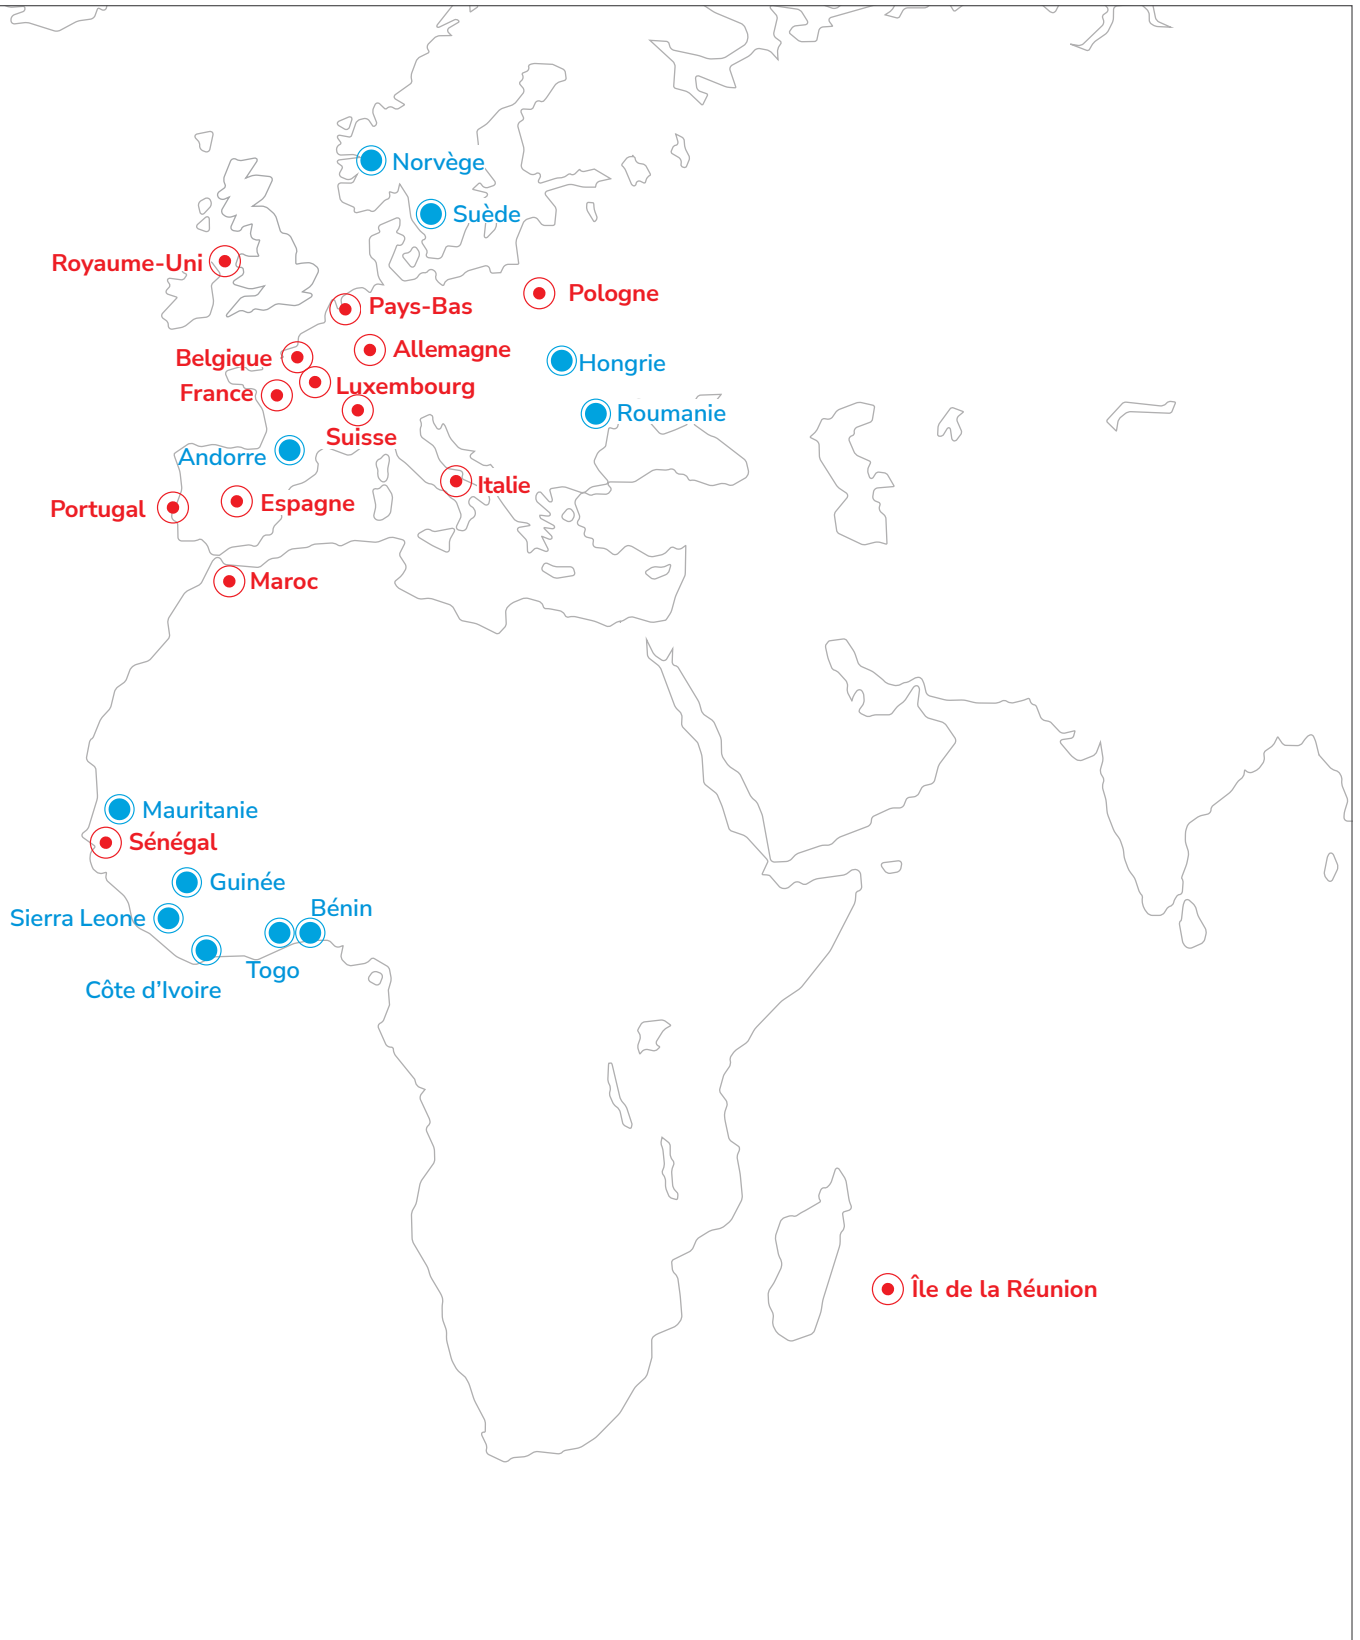 Norvège
Suède
Royaume-Uni
Pologne
Pays-Bas
Allemagne
Belgique
Hongrie
Luxembourg
France
Roumanie
Suisse
Andorre
Italie
Espagne
Portugal
Maroc
Mauritanie
Sénégal
Guinée
Bénin
Sierra Leone
Togo
Côte d’Ivoire
Île de la Réunion